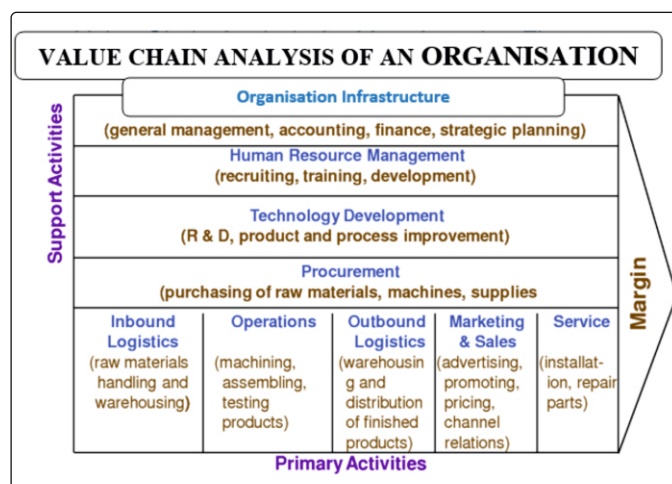 VALUE CHAIN ANALYSIS OF AN ORGANISATION
Organisation Infrastructure
(general management, accounting, finance, strategic planning)
Human Resource Management
(recruiting, training, development)
Technology Development
(R & D, product and process improvement)
Procurement
(purchasing of raw materials, machines, supplies
Support Activities
Inbound
Logistics
(raw materials
handling and
warehousing)
Operations
(machining,
assembling,
testing
products)
Outbound
Logistics
(warehousin
g and
distribution
of finished
products)
Marketing
& Sales
(advertising,
promoting,
pricing,
channel
relations)
Service
(installat-
ion, repair
parts)
Margin
Primary Activities